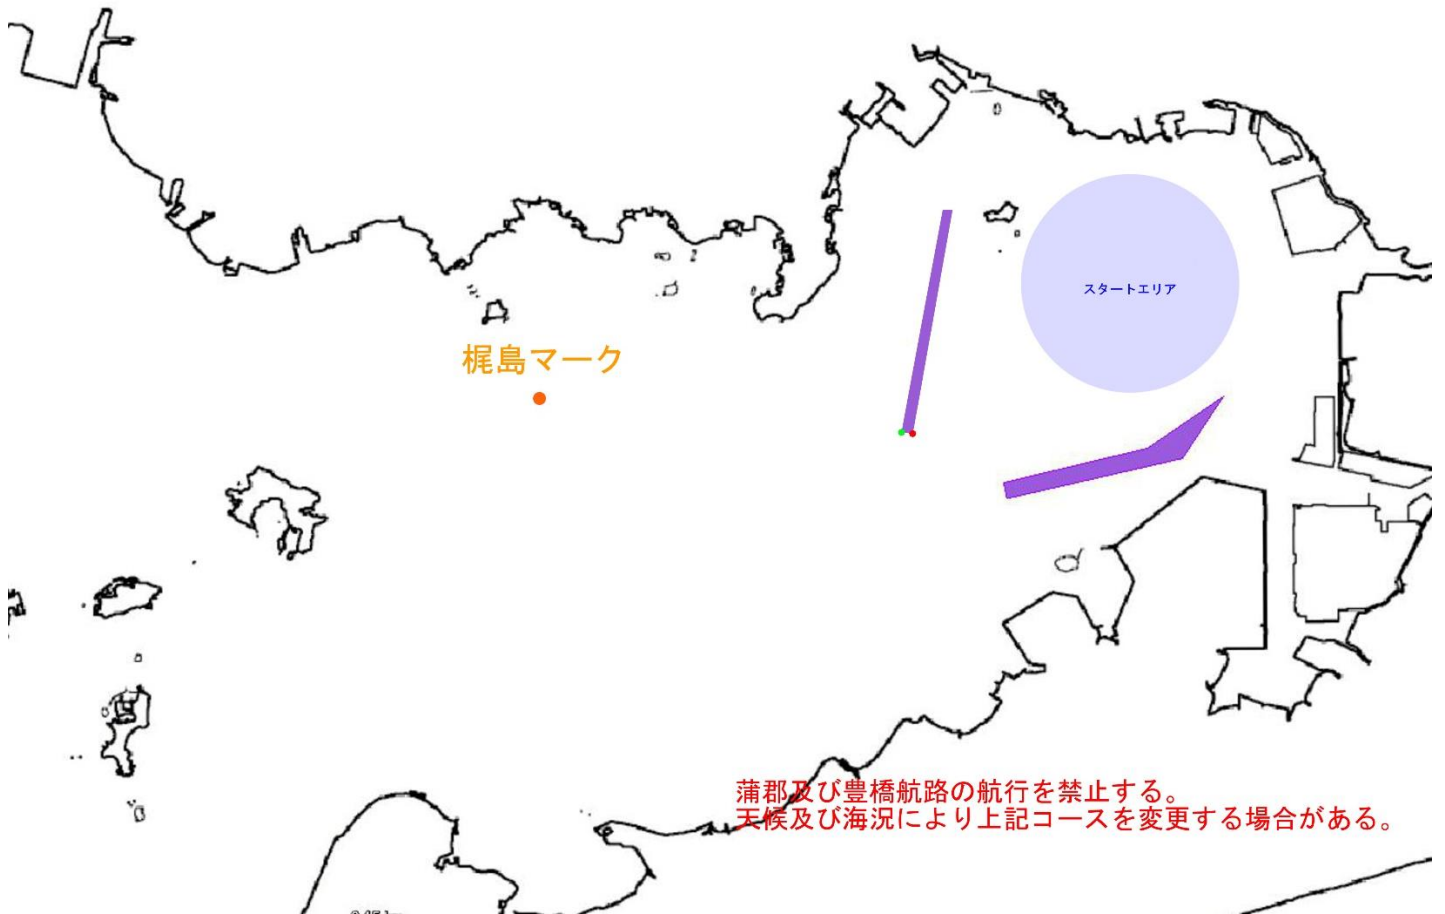 スタートエリア
梶島マーク
蒲郡及び豊橋航路の航行を禁止する。
天候及び海況により上記コースを変更する場合がある。